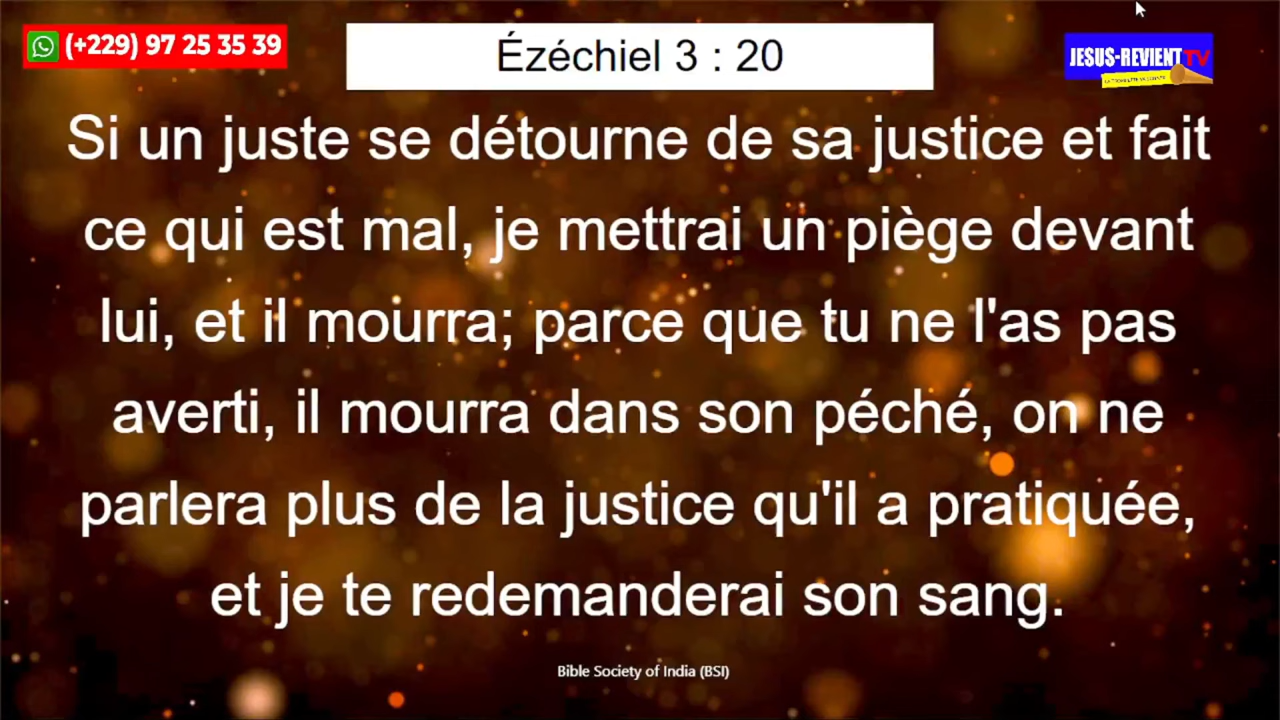 (+229) 97 25 35 39
Ézéchiel 3 : 20
JESUS-REVIENT TV
Si un juste se détourne de sa justice et fait
ce qui est mal, je mettrai un piège devant
lui, et il mourra; parce que tu ne l'as pas
averti, il mourra dans son péché, on ne
parlera plus de la justice qu'il a pratiquée,
et je te redemanderai son sang.
Bible Society of India (BSI)